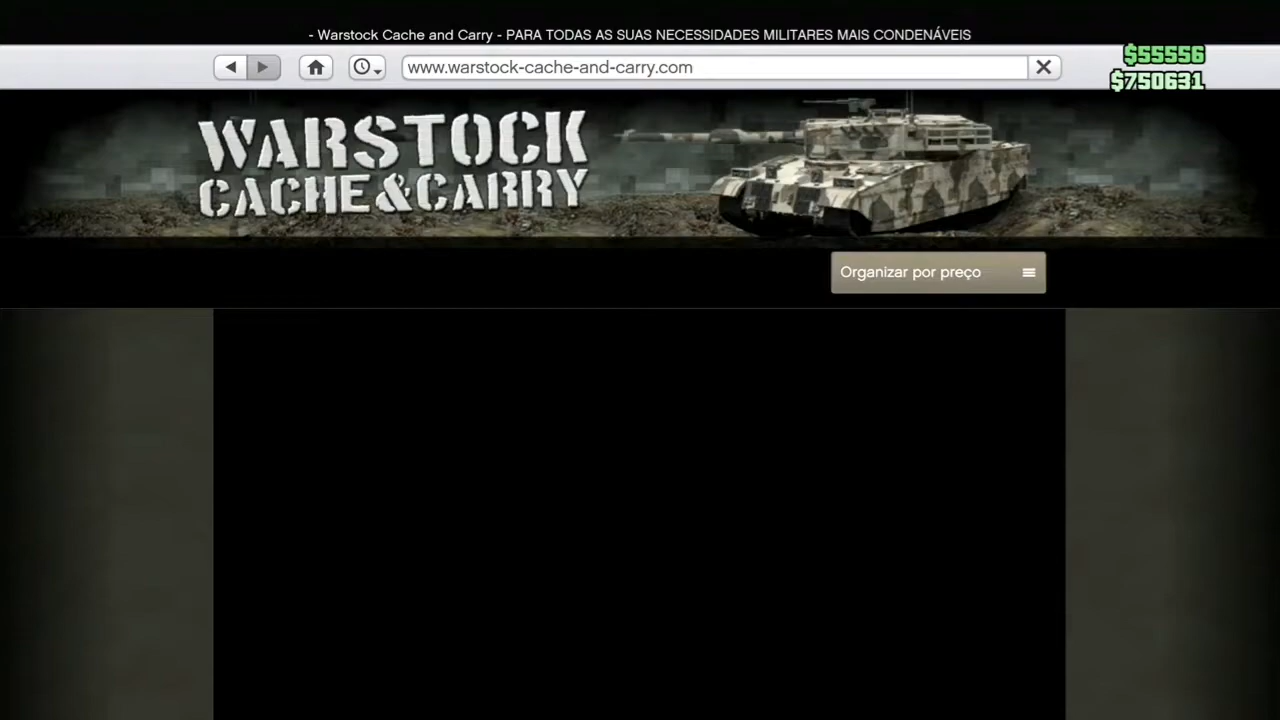 - Warstock Cache and Carry - PARA TODAS AS SUAS NECESSIDADES MILITARES MAIS CONDENÁVEIS
www.warstock-cache-and-carry.com
$55556
$750631
WARSTOCK
CACHE&CARRY
Organizar por preço